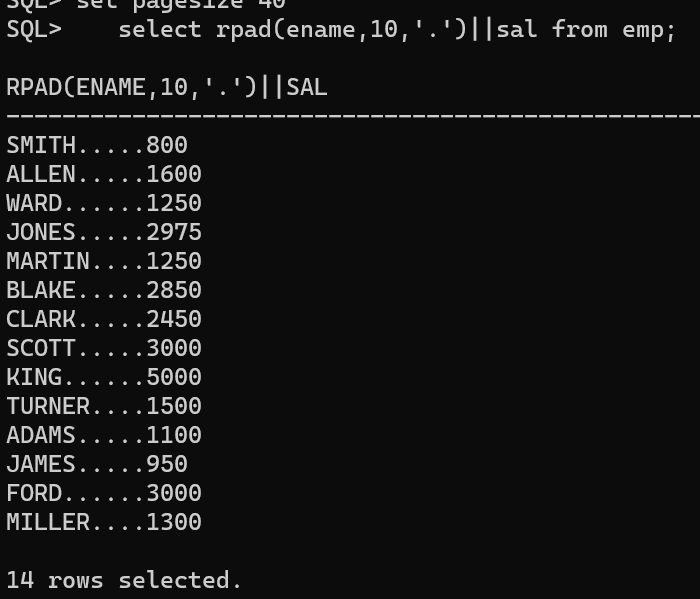 SQL> set pagesize 40
SQL>    select rpad(ename,10,'.')||sal from emp;
RPAD(ENAME,10,'.')||SAL
--------------------------------------------------
SMITH.....800
ALLEN.....1600
WARD......1250
JONES.....2975
MARTIN....1250
BLAKE.....2850
CLARK.....2450
SCOTT.....3000
KING......5000
TURNER....1500
ADAMS.....1100
JAMES.....950
FORD......3000
MILLER....1300
14 rows selected.